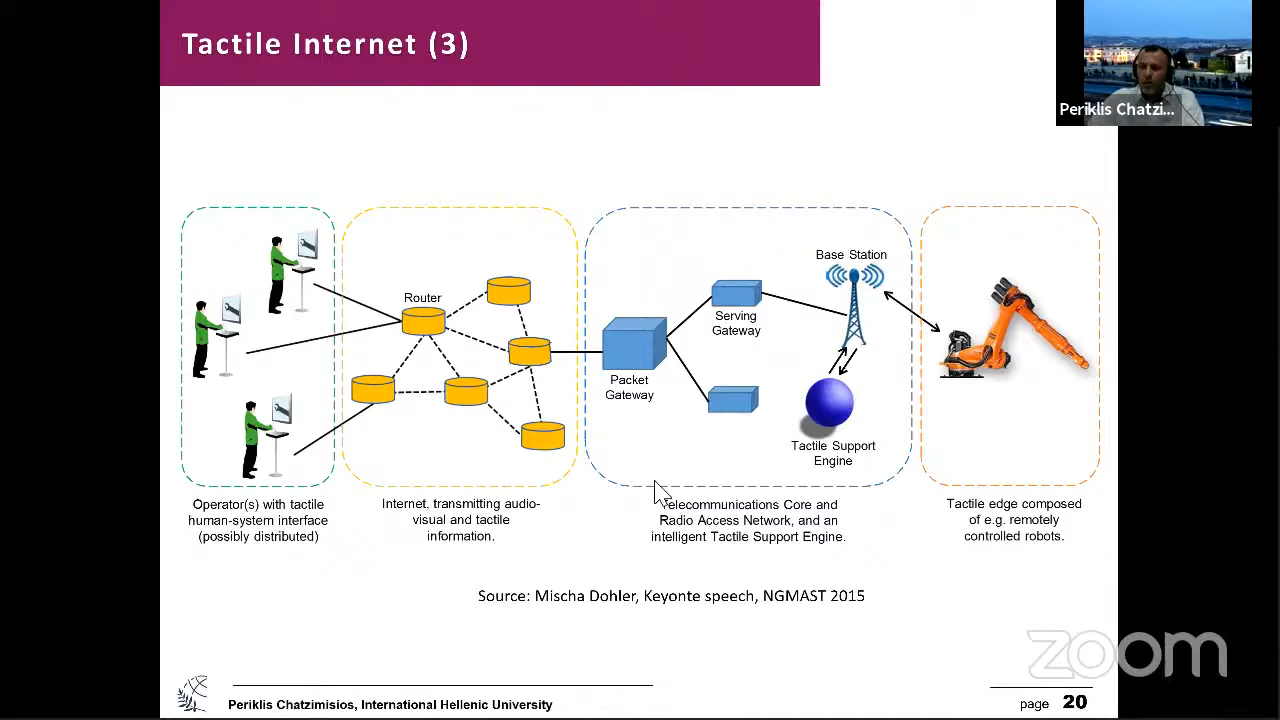 Tactile Internet (3)
Periklis Chatzi...
Router
Base Station
Serving
Gateway
Packet
Gateway
Tactile Support
Engine
Operator(s) with tactile
human-system interface
(possibly distributed)
Internet, transmitting audio-
visual and tactile
information.
Telecommunications Core and
Radio Access Network, and an
intelligent Tactile Support Engine.
Tactile edge composed
of e.g. remotely
controlled robots.
Source: Mischa Dohler, Keyonte speech, NGMAST 2015
zoom
Periklis Chatzimisios, International Hellenic University
page 20